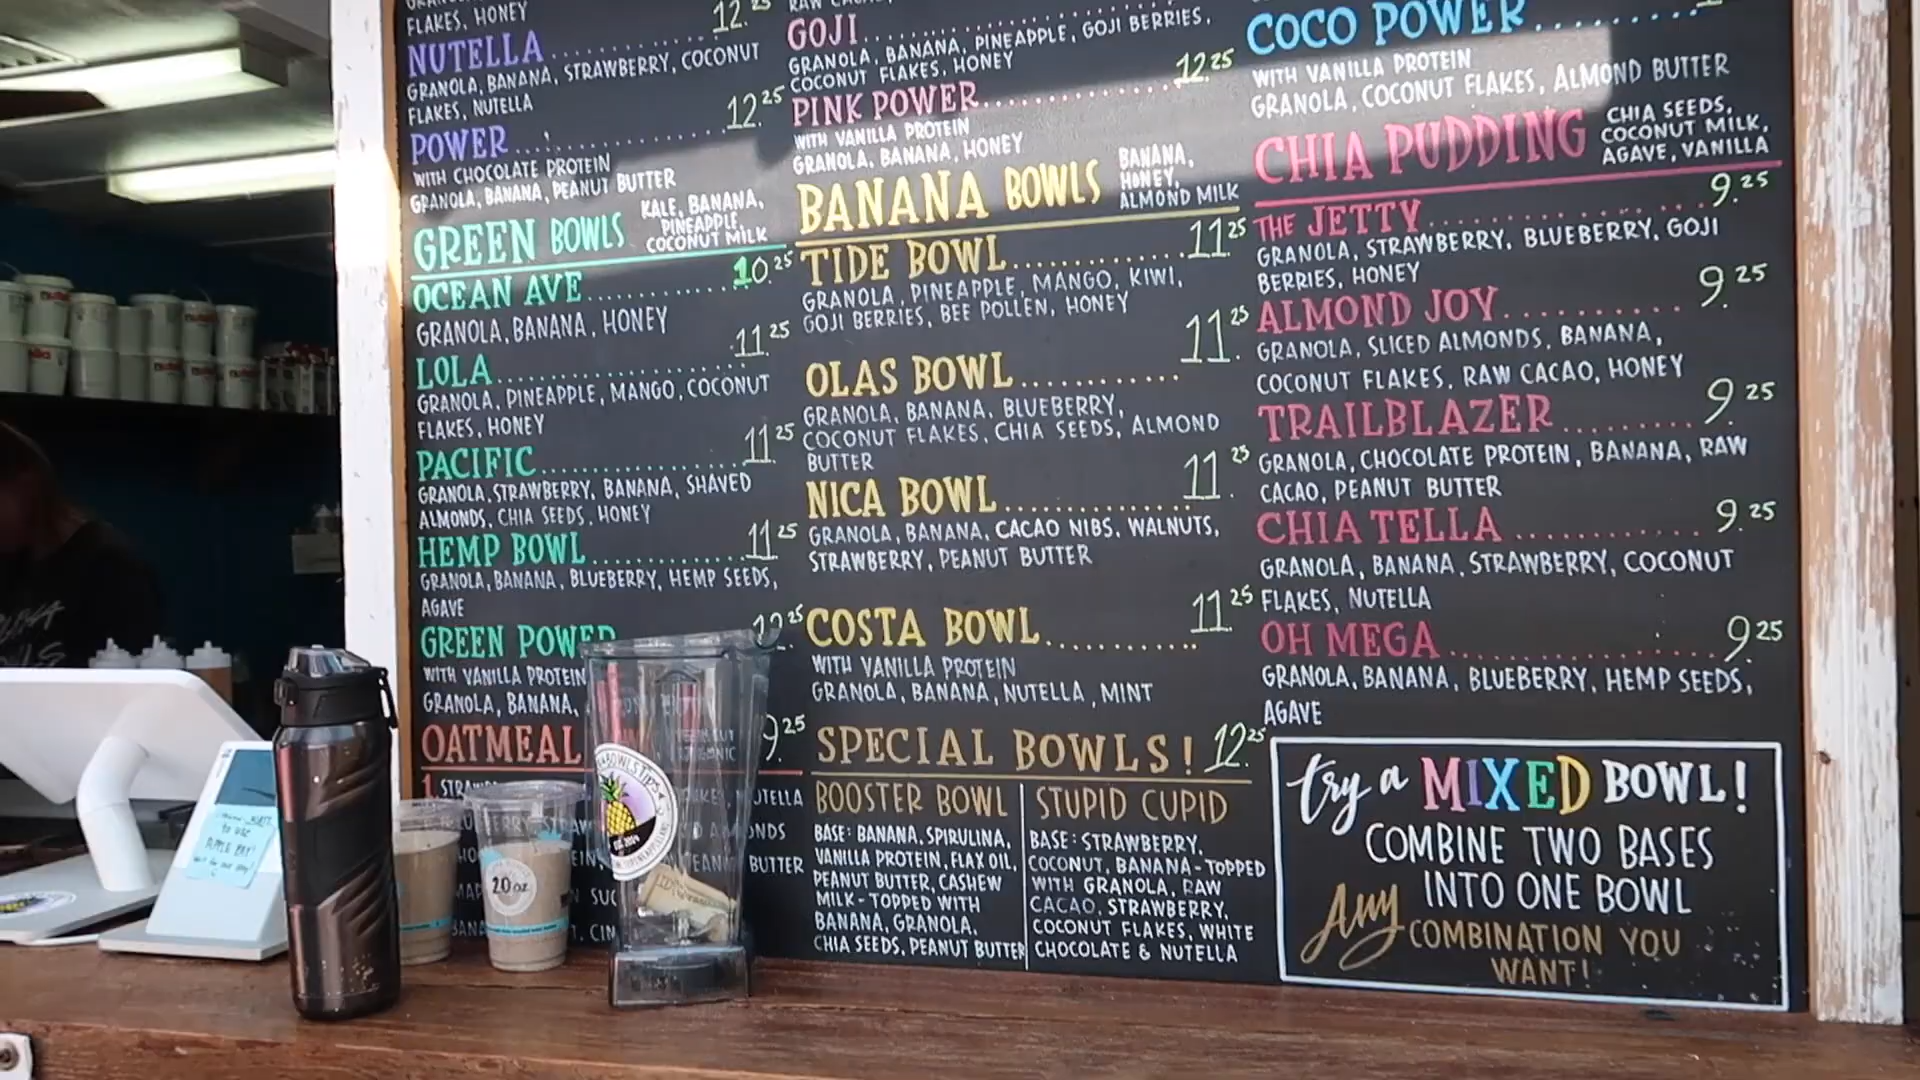 FLAKES, HONEY
12.25
NUTELLA
GRANOLA, BANANA, STRAWBERRY, COCONUT
FLAKES, NUTELLA
12.25
POWER
WITH CHOCOLATE PROTEIN
GRANOLA, BANANA, PEANUT BUTTER
GREEN BOWLS
KALE, BANANA,
PINEAPPLE,
COCONUT MILK
OCEAN AVE 10.25
GRANOLA, BANANA, HONEY
LOLA 11.25
GRANOLA, PINEAPPLE, MANGO, COCONUT
FLAKES, HONEY
PACIFIC 11.25
GRANOLA, STRAWBERRY, BANANA, SHAVED
ALMONDS, CHIA SEEDS, HONEY
HEMP BOWL 11.25
GRANOLA, BANANA, BLUEBERRY, HEMP SEEDS,
AGAVE
GREEN POWER
WITH VANILLA PROTEIN
GRANOLA, BANANA,
OATMEAL 9.25
1.
NUTELLA
BUTTER
GOJI
GRANOLA, BANANA, PINEAPPLE, GOJI BERRIES,
COCONUT FLAKES, HONEY
PINK POWER 12.25
WITH VANILLA PROTEIN
GRANOLA, BANANA, HONEY
BANANA BOWLS
BANANA,
HONEY,
ALMOND MILK
TIDE BOWL 11.25
GRANOLA, PINEAPPLE, MANGO, KIWI,
GOJI BERRIES, BEE POLLEN, HONEY
OLAS BOWL 11.25
GRANOLA, BANANA, BLUEBERRY,
COCONUT FLAKES, CHIA SEEDS, ALMOND
BUTTER
NICA BOWL 11.25
GRANOLA, BANANA, CACAO NIBS, WALNUTS,
STRAWBERRY, PEANUT BUTTER
COSTA BOWL 11.25
WITH VANILLA PROTEIN
GRANOLA, BANANA, NUTELLA, MINT
SPECIAL BOWLS! 12.25
BOOSTER BOWL
BASE: BANANA, SPIRULINA,
VANILLA PROTEIN, FLAX OIL,
PEANUT BUTTER, CASHEW
MILK - TOPPED WITH
BANANA, GRANOLA,
CHIA SEEDS, PEANUT BUTTER
STUPID CUPID
BASE: STRAWBERRY,
COCONUT, BANANA - TOPPED
WITH GRANOLA, RAW
CACAO, STRAWBERRY,
COCONUT FLAKES, WHITE
CHOCOLATE & NUTELLA
COCO POWER
WITH VANILLA PROTEIN
GRANOLA, COCONUT FLAKES, ALMOND BUTTER
CHIA PUDDING
CHIA SEEDS,
COCONUT MILK,
AGAVE, VANILLA
THE JETTY 9.25
GRANOLA, STRAWBERRY, BLUEBERRY, GOJI
BERRIES, HONEY
ALMOND JOY 9.25
GRANOLA, SLICED ALMONDS, BANANA,
COCONUT FLAKES, RAW CACAO, HONEY
TRAILBLAZER 9.25
GRANOLA, CHOCOLATE PROTEIN, BANANA, RAW
CACAO, PEANUT BUTTER
CHIA TELLA 9.25
GRANOLA, BANANA, STRAWBERRY, COCONUT
FLAKES, NUTELLA
OH MEGA 9.25
GRANOLA, BANANA, BLUEBERRY, HEMP SEEDS,
AGAVE
try a MIXED BOWL!
COMBINE TWO BASES
INTO ONE BOWL
Any COMBINATION YOU
WANT!
TIPS
20 oz.
to use
APPLE PAY!